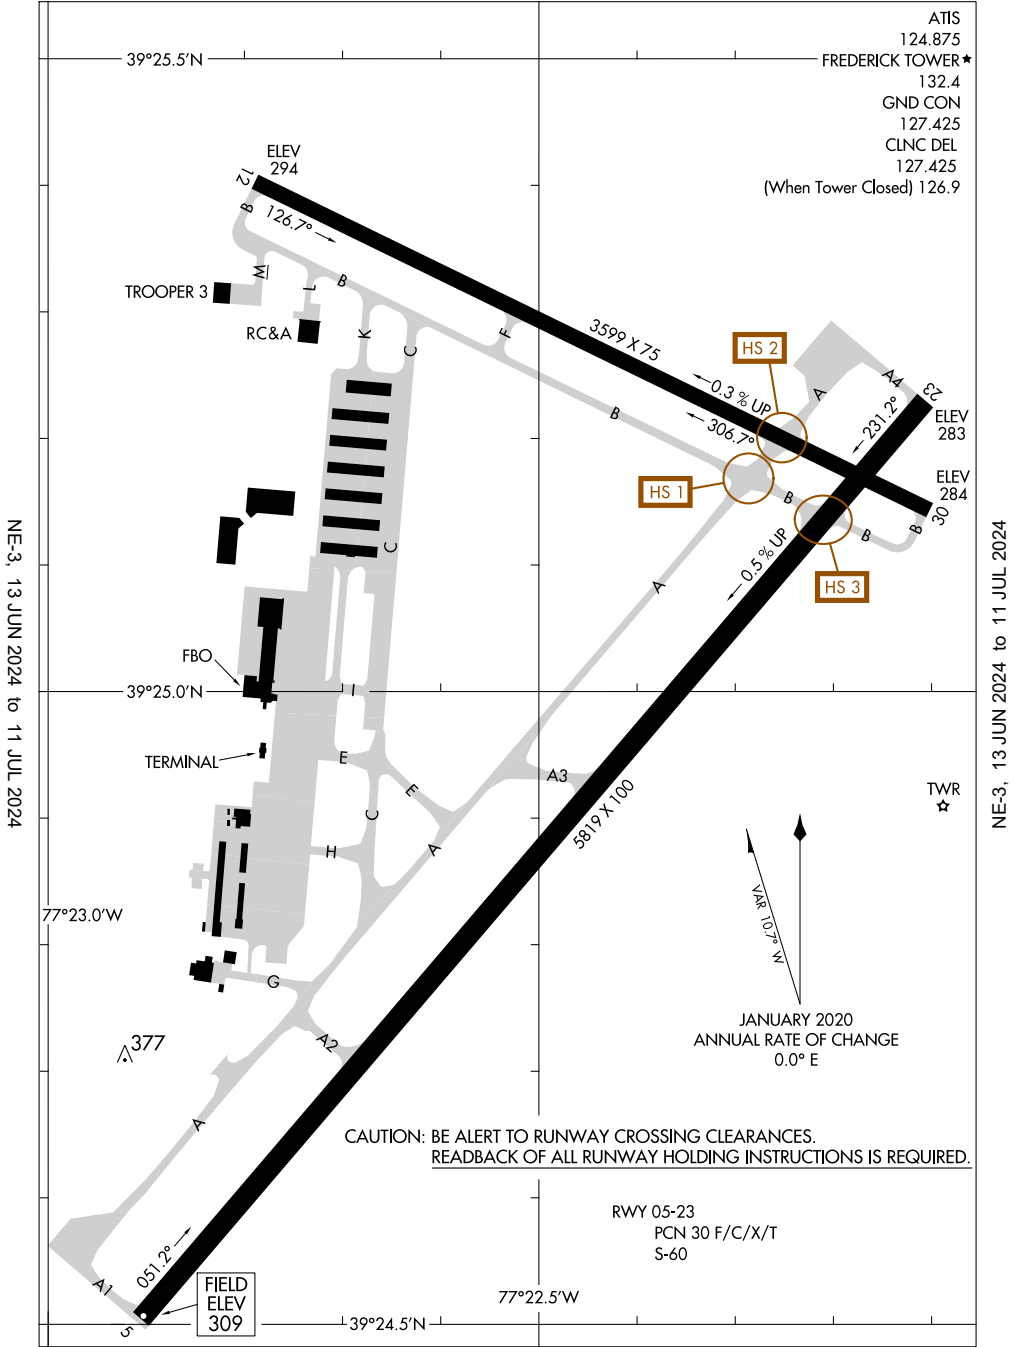 ATIS
124.875
FREDERICK TOWER★
132.4
GND CON
127.425
CLNC DEL
127.425
(When Tower Closed) 126.9
39°25.5'N
ELEV
294
12
B
126.7°
M
L
B
TROOPER 3
RC&A
K
C
F
3599 X 75
HS 2
A
A4
23
ELEV
283
0.3 % UP
306.7°
231.2°
B
ELEV
284
30
HS 1
B
B
B
HS 3
0.5 % UP
C
A
FBO
39°25.0'N
I
TERMINAL
E
E
A3
C
5819 X 100
TWR
H
A
77°23.0'W
VAR 10.7° W
G
JANUARY 2020
ANNUAL RATE OF CHANGE
0.0° E
377
A2
A
CAUTION: BE ALERT TO RUNWAY CROSSING CLEARANCES.
READBACK OF ALL RUNWAY HOLDING INSTRUCTIONS IS REQUIRED.
RWY 05-23
PCN 30 F/C/X/T
S-60
051.2°
A1
5
FIELD
ELEV
309
77°22.5'W
39°24.5'N
NE-3, 13 JUN 2024 to 11 JUL 2024
NE-3, 13 JUN 2024 to 11 JUL 2024